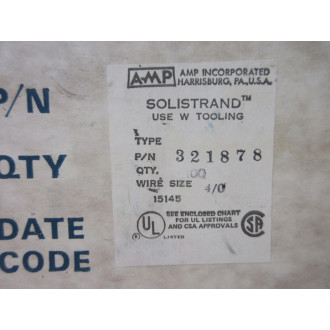 AMP
AMP INCORPORATED
HARRISBURG, PA., U.S.A.
SOLISTRAND™
USE W TOOLING
TYPE
P/N 321878
QTY.
WIRE SIZE 4/0
15145
UL
LISTED
SEE ENCLOSED CHART
FOR UL LISTINGS
AND CSA APPROVALS
P/N
QTY
DATE
CODE